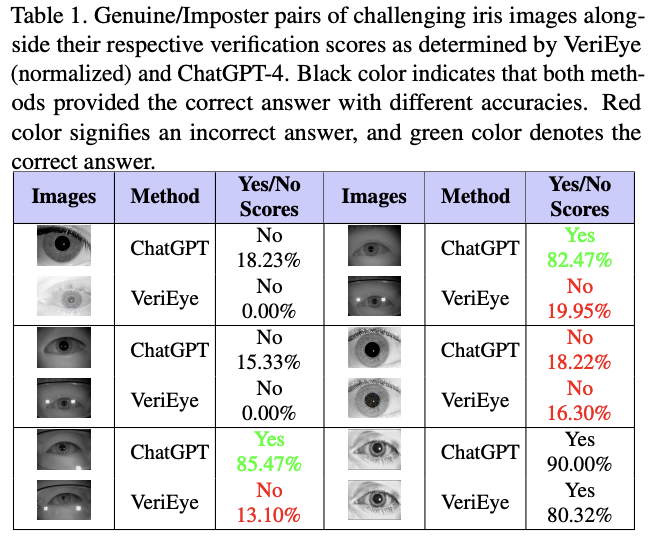 Table 1. Genuine/Imposter pairs of challenging iris images along-
side their respective verification scores as determined by VeriEye
(normalized) and ChatGPT-4. Black color indicates that both meth-
ods provided the correct answer with different accuracies. Red
color signifies an incorrect answer, and green color denotes the
correct answer.
Images Method Yes/No Scores Images Method Yes/No Scores
ChatGPT No 18.23% ChatGPT Yes 82.47%
VeriEye No 0.00% VeriEye No 19.95%
ChatGPT No 15.33% ChatGPT No 18.22%
VeriEye No 0.00% VeriEye No 16.30%
ChatGPT Yes 85.47% ChatGPT Yes 90.00%
VeriEye No 13.10% VeriEye Yes 80.32%